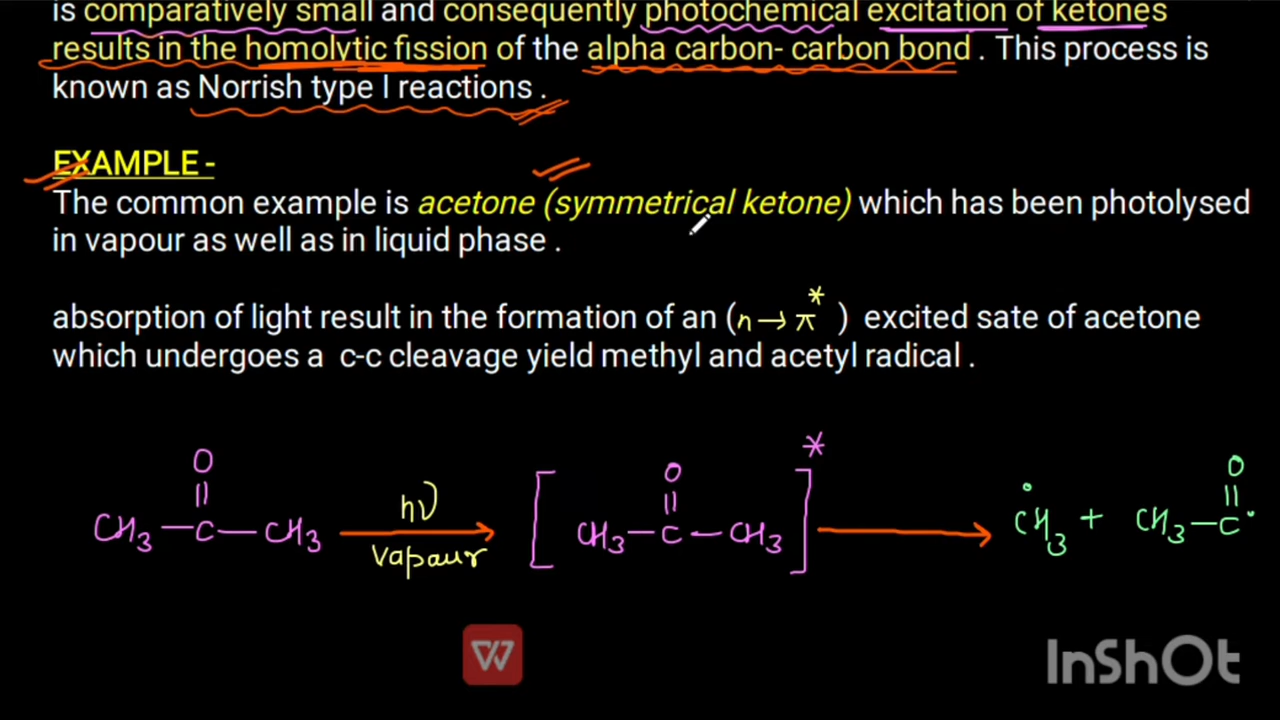 is comparatively small and consequently photochemical excitation of ketones
results in the homolytic fission of the alpha carbon- carbon bond . This process is
known as Norrish type I reactions .
EXAMPLE -
The common example is acetone (symmetrical ketone) which has been photolysed
in vapour as well as in liquid phase .
absorption of light result in the formation of an (n→π* ) excited sate of acetone
which undergoes a c-c cleavage yield methyl and acetyl radical .
O O * O
|| hν || • ||
CH3—C—CH3 → [ CH3—C—CH3 ] → CH3 + CH3—C•
vapaur
W
InShOt